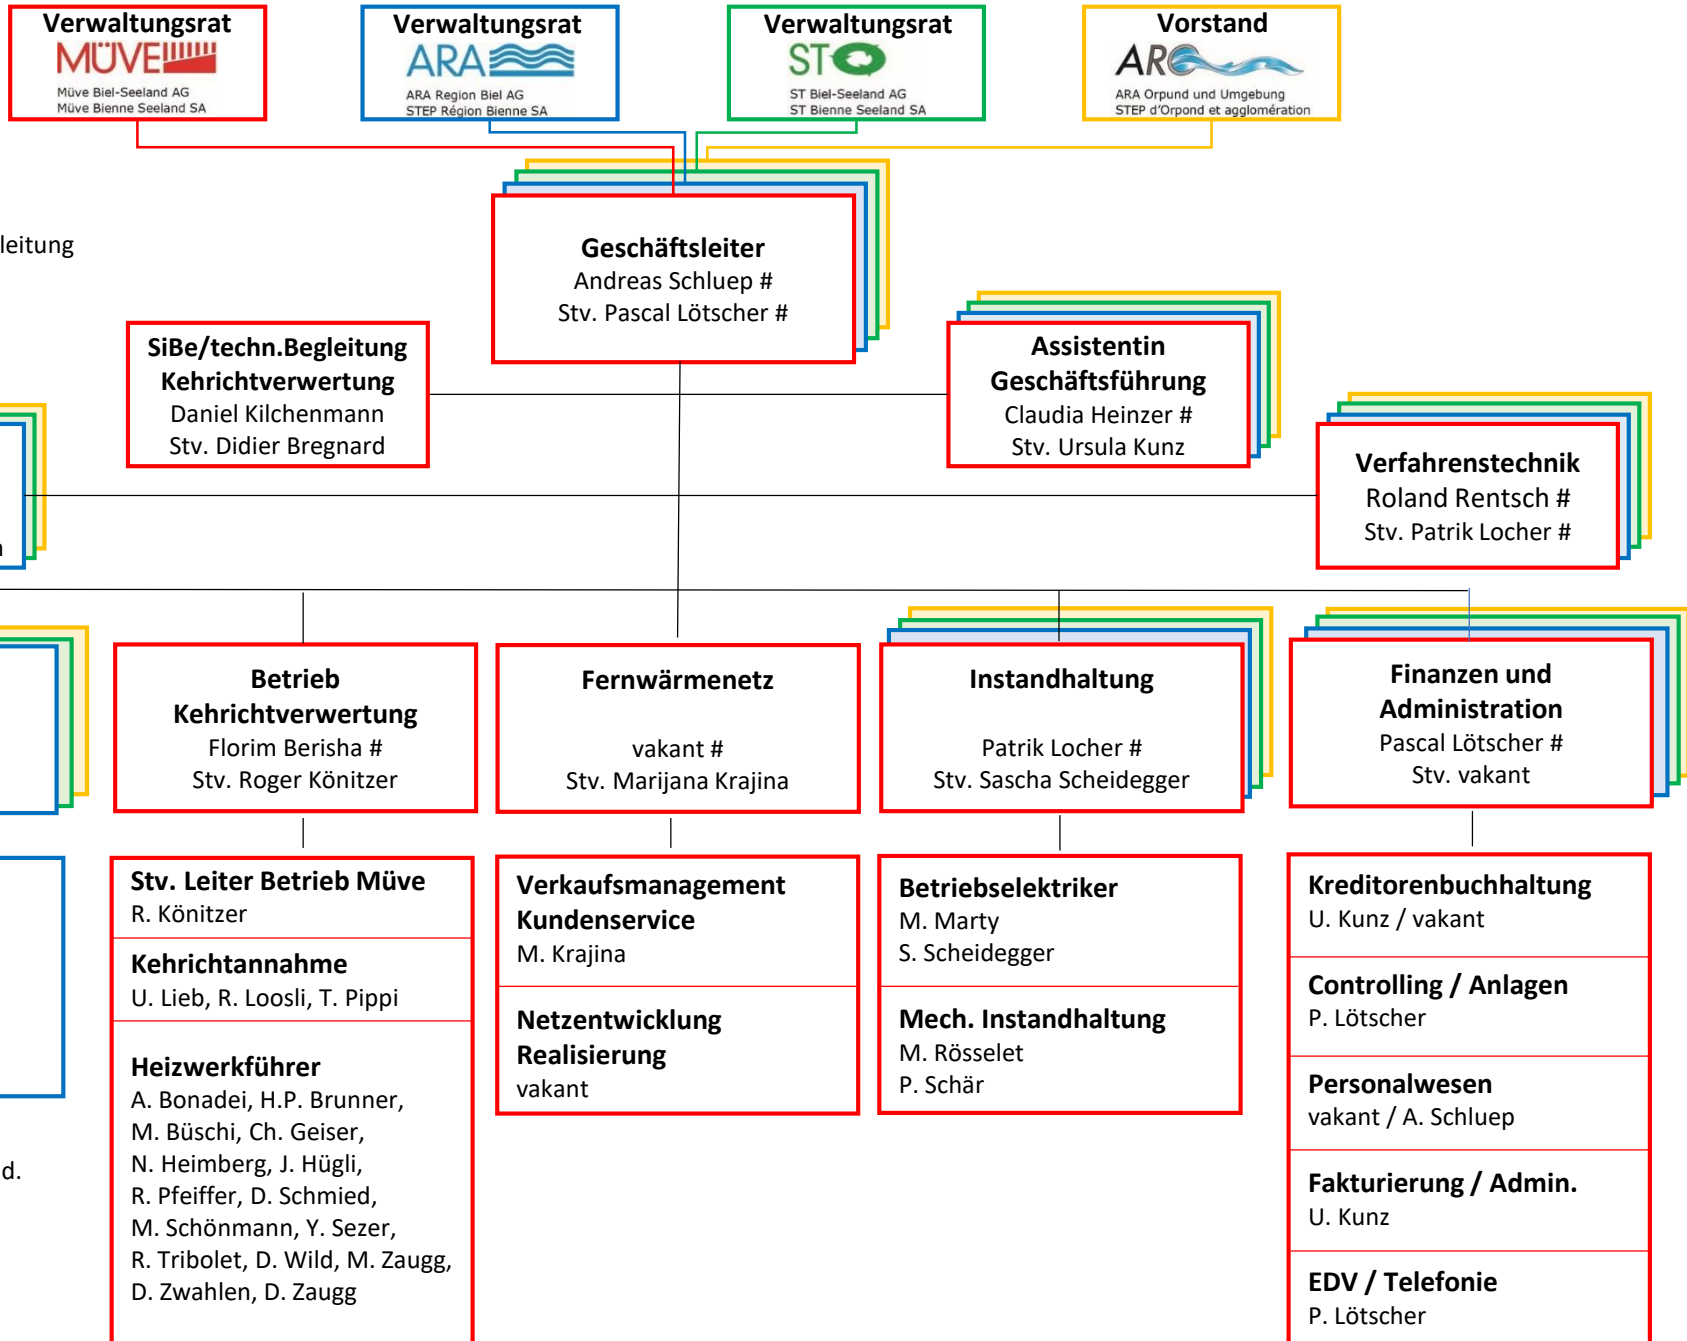 Verwaltungsrat
MÜVE
Müve Biel-Seeland AG
Müve Bienne Seeland SA
Verwaltungsrat
ARA
ARA Region Biel AG
STEP Région Bienne SA
Verwaltungsrat
ST
ST Biel-Seeland AG
ST Bienne Seeland SA
Vorstand
ARO
ARA Orpund und Umgebung
STEP d'Orpond et agglomération
leitung
Geschäftsleiter
Andreas Schluep #
Stv. Pascal Lötscher #
SiBe/techn.Begleitung
Kehrichtverwertung
Daniel Kilchenmann
Stv. Didier Bregnard
Assistentin
Geschäftsführung
Claudia Heinzer #
Stv. Ursula Kunz
Verfahrenstechnik
Roland Rentsch #
Stv. Patrik Locher #
Betrieb
Kehrichtverwertung
Florim Berisha #
Stv. Roger Könitzer
Fernwärmenetz
vakant #
Stv. Marijana Krajina
Instandhaltung
Patrik Locher #
Stv. Sascha Scheidegger
Finanzen und
Administration
Pascal Lötscher #
Stv. vakant
Stv. Leiter Betrieb Müve
R. Könitzer
Kehrichtannahme
U. Lieb, R. Loosli, T. Pippi
Heizwerkführer
A. Bonadei, H.P. Brunner,
M. Büschi, Ch. Geiser,
N. Heimberg, J. Hügli,
R. Pfeiffer, D. Schmied,
M. Schönmann, Y. Sezer,
R. Tribolet, D. Wild, M. Zaugg,
D. Zwahlen, D. Zaugg
Verkaufsmanagement
Kundenservice
M. Krajina
Netzentwicklung
Realisierung
vakant
Betriebselektriker
M. Marty
S. Scheidegger
Mech. Instandhaltung
M. Rösselet
P. Schär
Kreditorenbuchhaltung
U. Kunz / vakant
Controlling / Anlagen
P. Lötscher
Personalwesen
vakant / A. Schluep
Fakturierung / Admin.
U. Kunz
EDV / Telefonie
P. Lötscher
d.